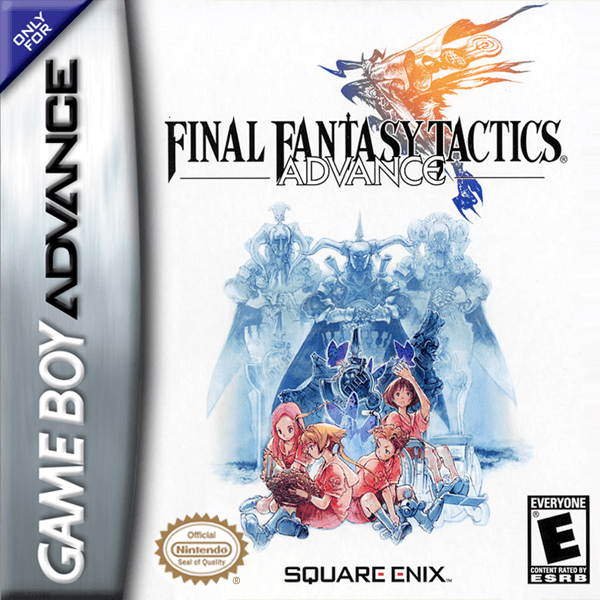 ONLY
FOR
GAME BOY ADVANCE
FINAL FANTASY TACTICS®
ADVANCE
Official
Nintendo
Seal of Quality
®
SQUARE ENIX™
EVERYONE
®
E
CONTENT RATED BY
ESRB